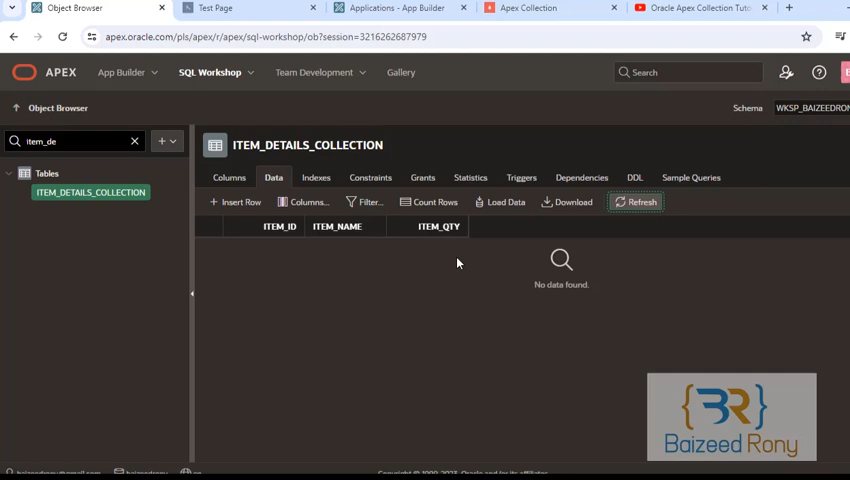 Object Browser
Test Page
Applications - App Builder
Apex Collection
Oracle Apex Collection Tuto
apex.oracle.com/pls/apex/r/apex/sql-workshop/ob?session=3216262687979
APEX App Builder SQL Workshop Team Development Gallery Search
Object Browser Schema WKSP_BAIZEEDRON
item_de
ITEM_DETAILS_COLLECTION
Tables
ITEM_DETAILS_COLLECTION
Columns Data Indexes Constraints Grants Statistics Triggers Dependencies DDL Sample Queries
Insert Row Columns... Filter... Count Rows Load Data Download Refresh
ITEM_ID ITEM_NAME ITEM_QTY
No data found.
BR
Baizeed Rony